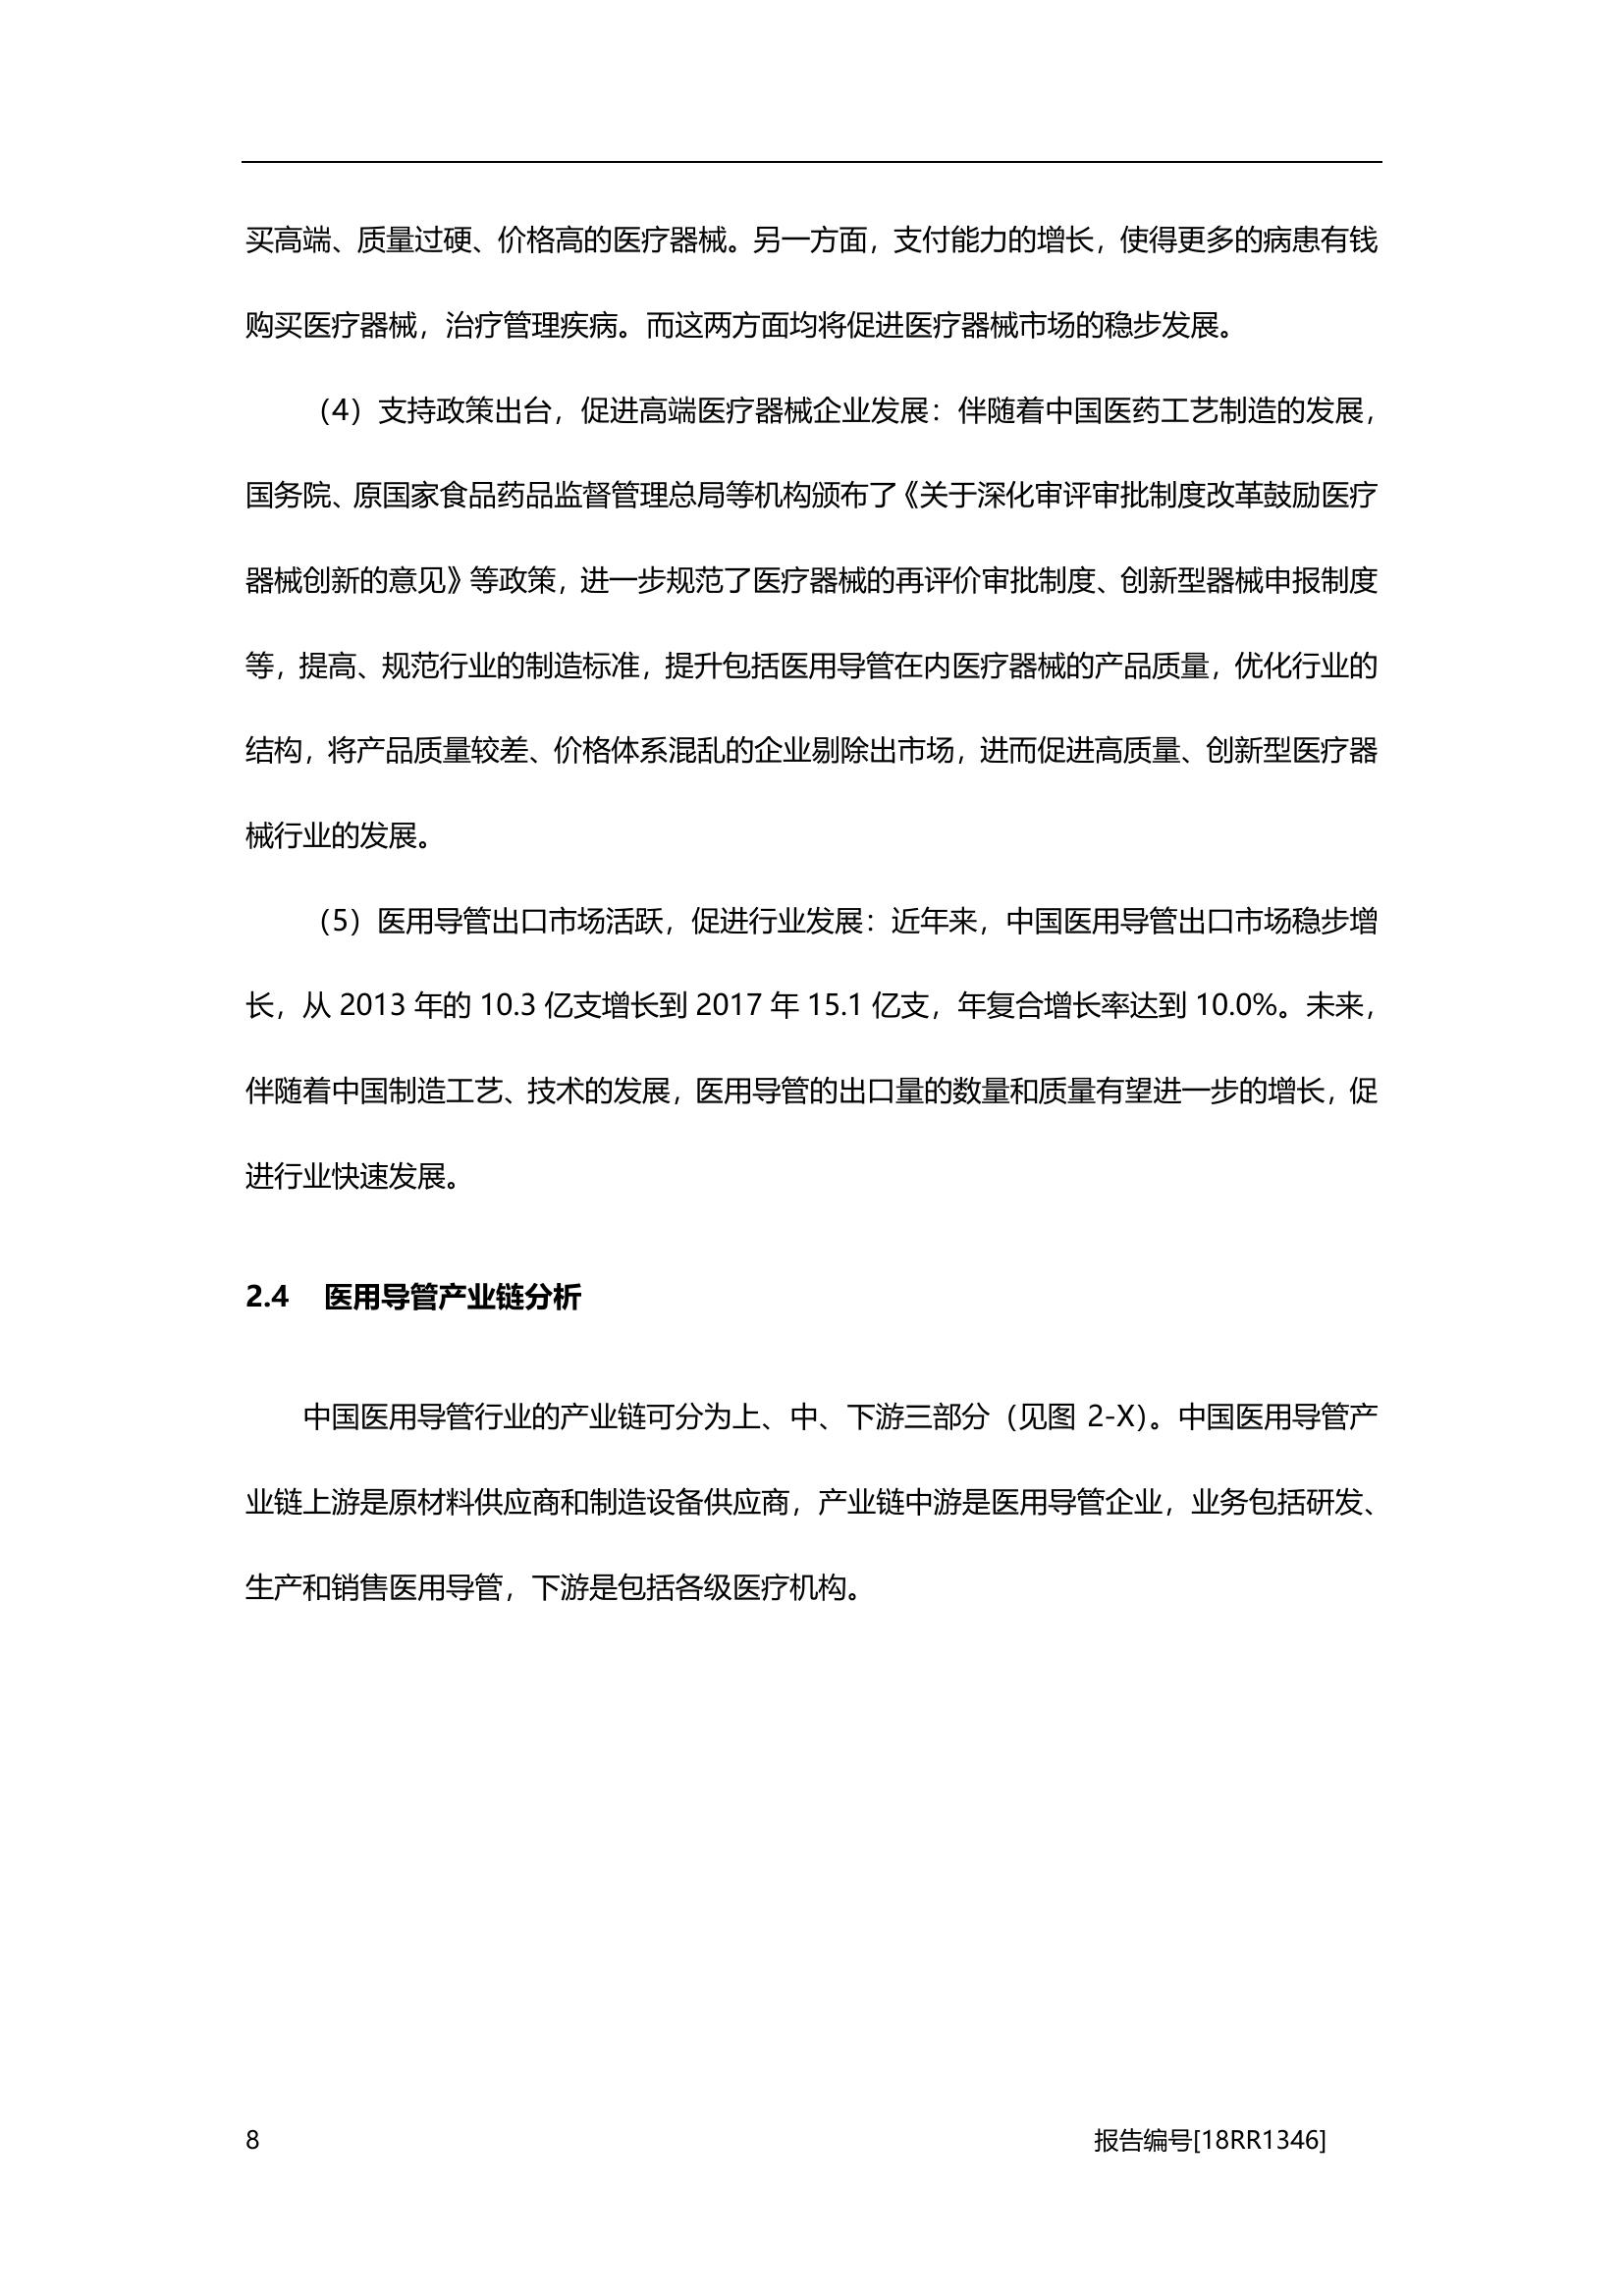 买高端、质量过硬、价格高的医疗器械。另一方面，支付能力的增长，使得更多的病患有钱
购买医疗器械，治疗管理疾病。而这两方面均将促进医疗器械市场的稳步发展。
（4）支持政策出台，促进高端医疗器械企业发展：伴随着中国医药工艺制造的发展，
国务院、原国家食品药品监督管理总局等机构颁布了《关于深化审评审批制度改革鼓励医疗
器械创新的意见》等政策，进一步规范了医疗器械的再评价审批制度、创新型器械申报制度
等，提高、规范行业的制造标准，提升包括医用导管在内医疗器械的产品质量，优化行业的
结构，将产品质量较差、价格体系混乱的企业剔除出市场，进而促进高质量、创新型医疗器
械行业的发展。
（5）医用导管出口市场活跃，促进行业发展：近年来，中国医用导管出口市场稳步增
长，从 2013 年的 10.3 亿支增长到 2017 年 15.1 亿支，年复合增长率达到 10.0%。未来，
伴随着中国制造工艺、技术的发展，医用导管的出口量的数量和质量有望进一步的增长，促
进行业快速发展。
2.4 医用导管产业链分析
中国医用导管行业的产业链可分为上、中、下游三部分（见图 2-X）。中国医用导管产
业链上游是原材料供应商和制造设备供应商，产业链中游是医用导管企业，业务包括研发、
生产和销售医用导管，下游是包括各级医疗机构。
8 报告编号[18RR1346]